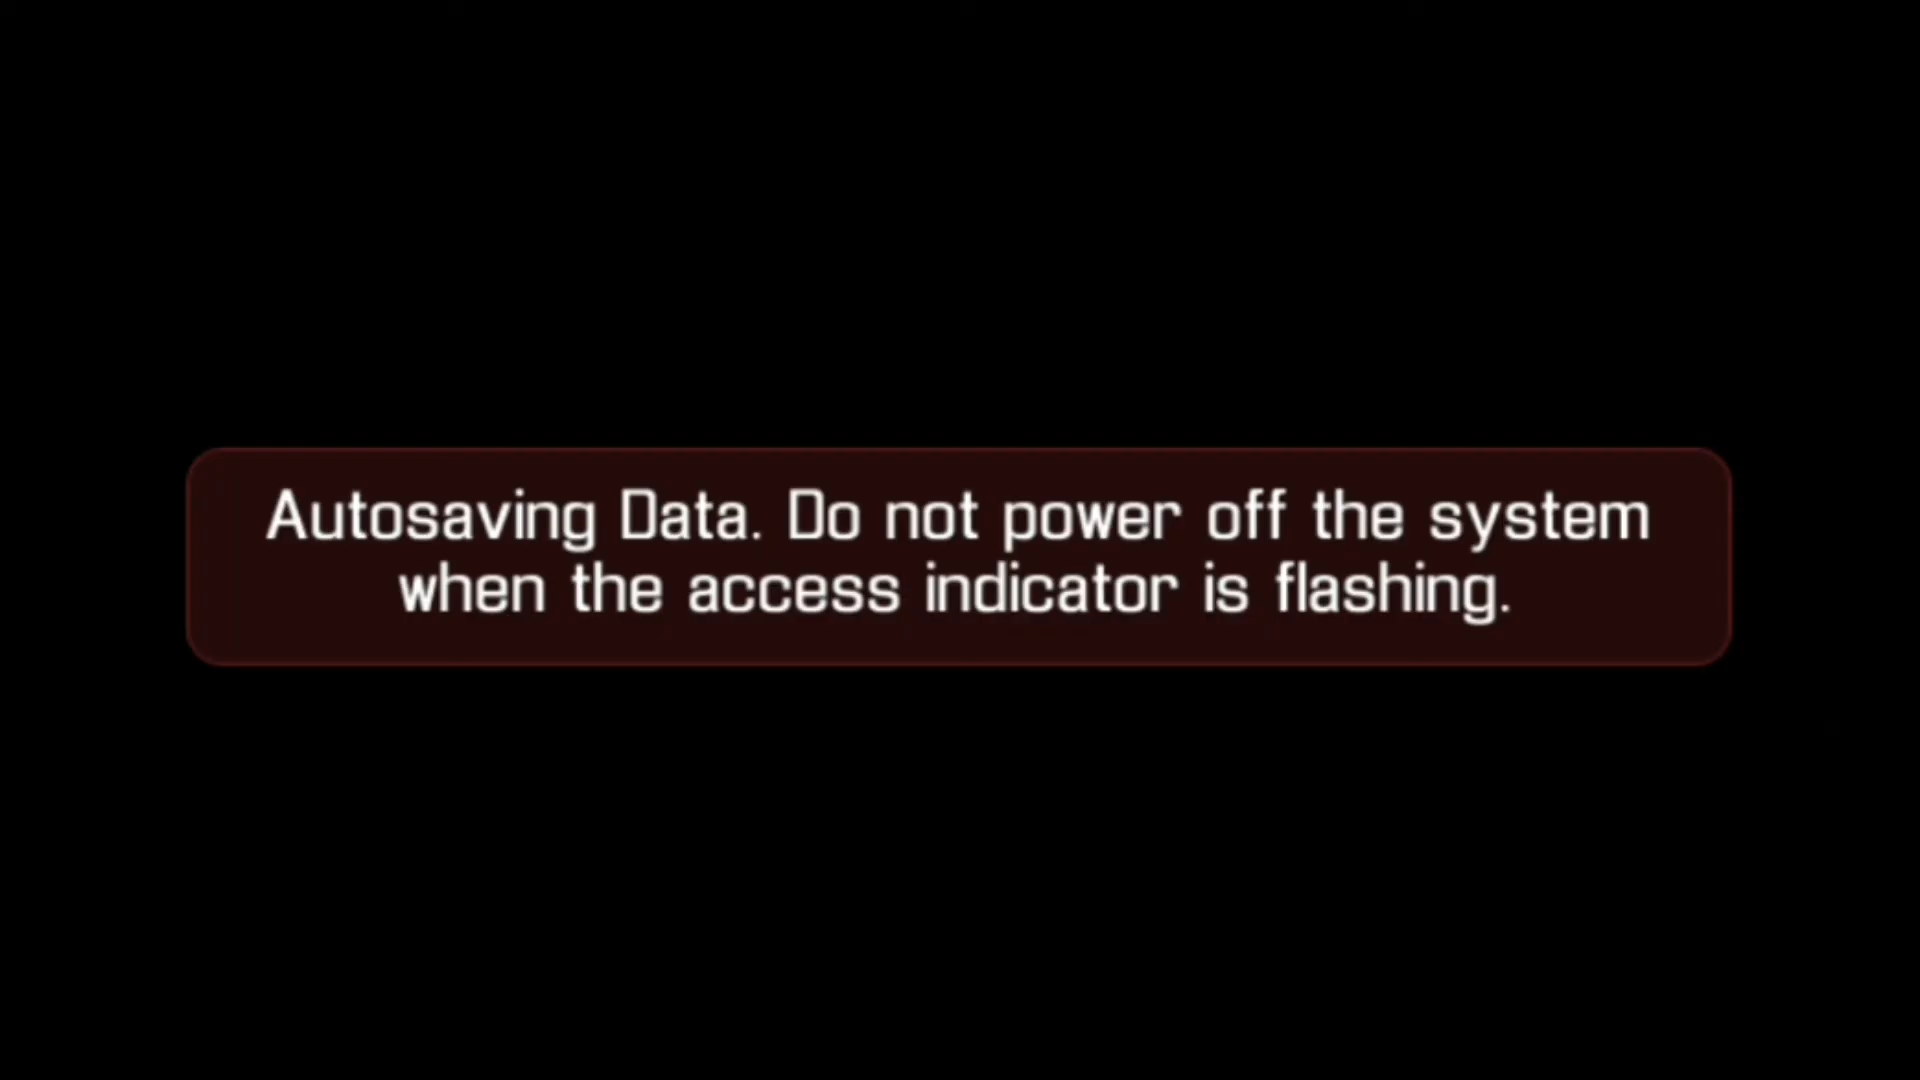 Autosaving Data. Do not power off the system
when the access indicator is flashing.